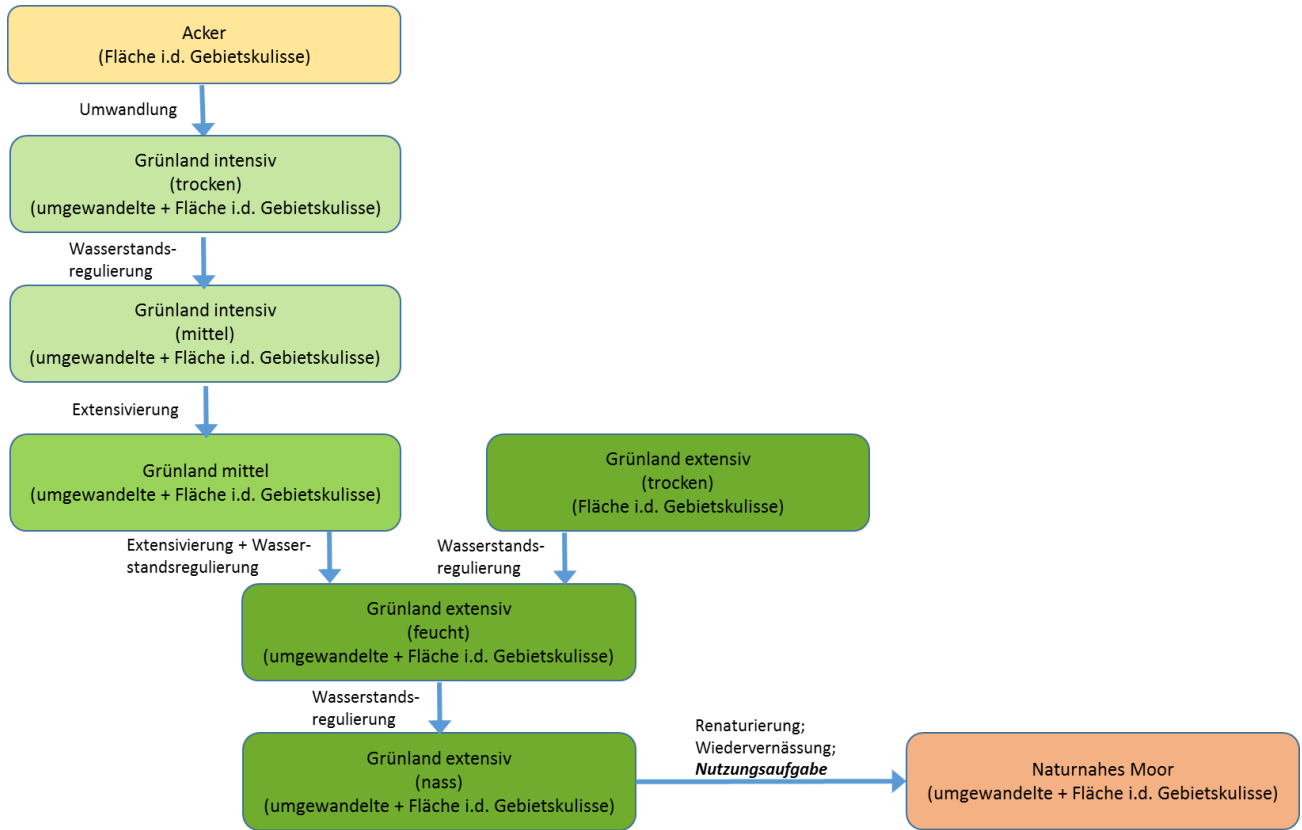 Acker
(Fläche i.d. Gebietskulisse)
Umwandlung
Grünland intensiv
(trocken)
(umgewandelte + Fläche i.d. Gebietskulisse)
Wasserstands-
regulierung
Grünland intensiv
(mittel)
(umgewandelte + Fläche i.d. Gebietskulisse)
Extensivierung
Grünland mittel
(umgewandelte + Fläche i.d. Gebietskulisse)
Grünland extensiv
(trocken)
(Fläche i.d. Gebietskulisse)
Extensivierung + Wasser-
standsregulierung
Wasserstands-
regulierung
Grünland extensiv
(feucht)
(umgewandelte + Fläche i.d. Gebietskulisse)
Wasserstands-
regulierung
Grünland extensiv
(nass)
(umgewandelte + Fläche i.d. Gebietskulisse)
Renaturierung;
Wiedervernässung;
Nutzungsaufgabe
Naturnahes Moor
(umgewandelte + Fläche i.d. Gebietskulisse)